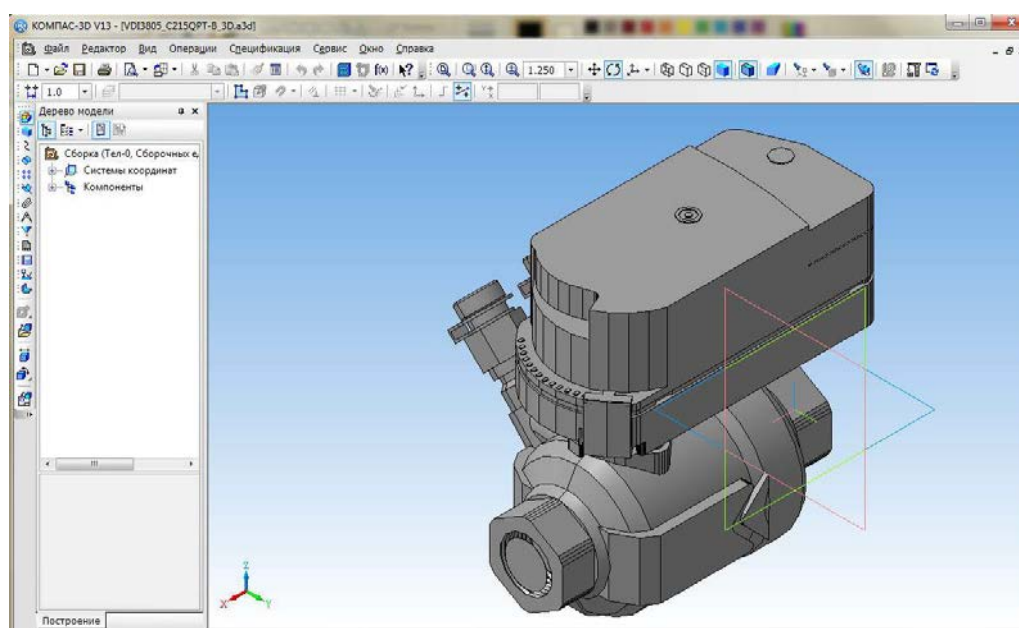 КОМПАС-3D V13 - [VDI3805_C215QPT-B_3D.a3d]
Файл Редактор Вид Операции Спецификация Сервис Окно Справка
1.250
1.0
Дерево модели
Сборка (Тел-0, Сборочных е
Системы координат
Компоненты
Z
X
Y
Построение